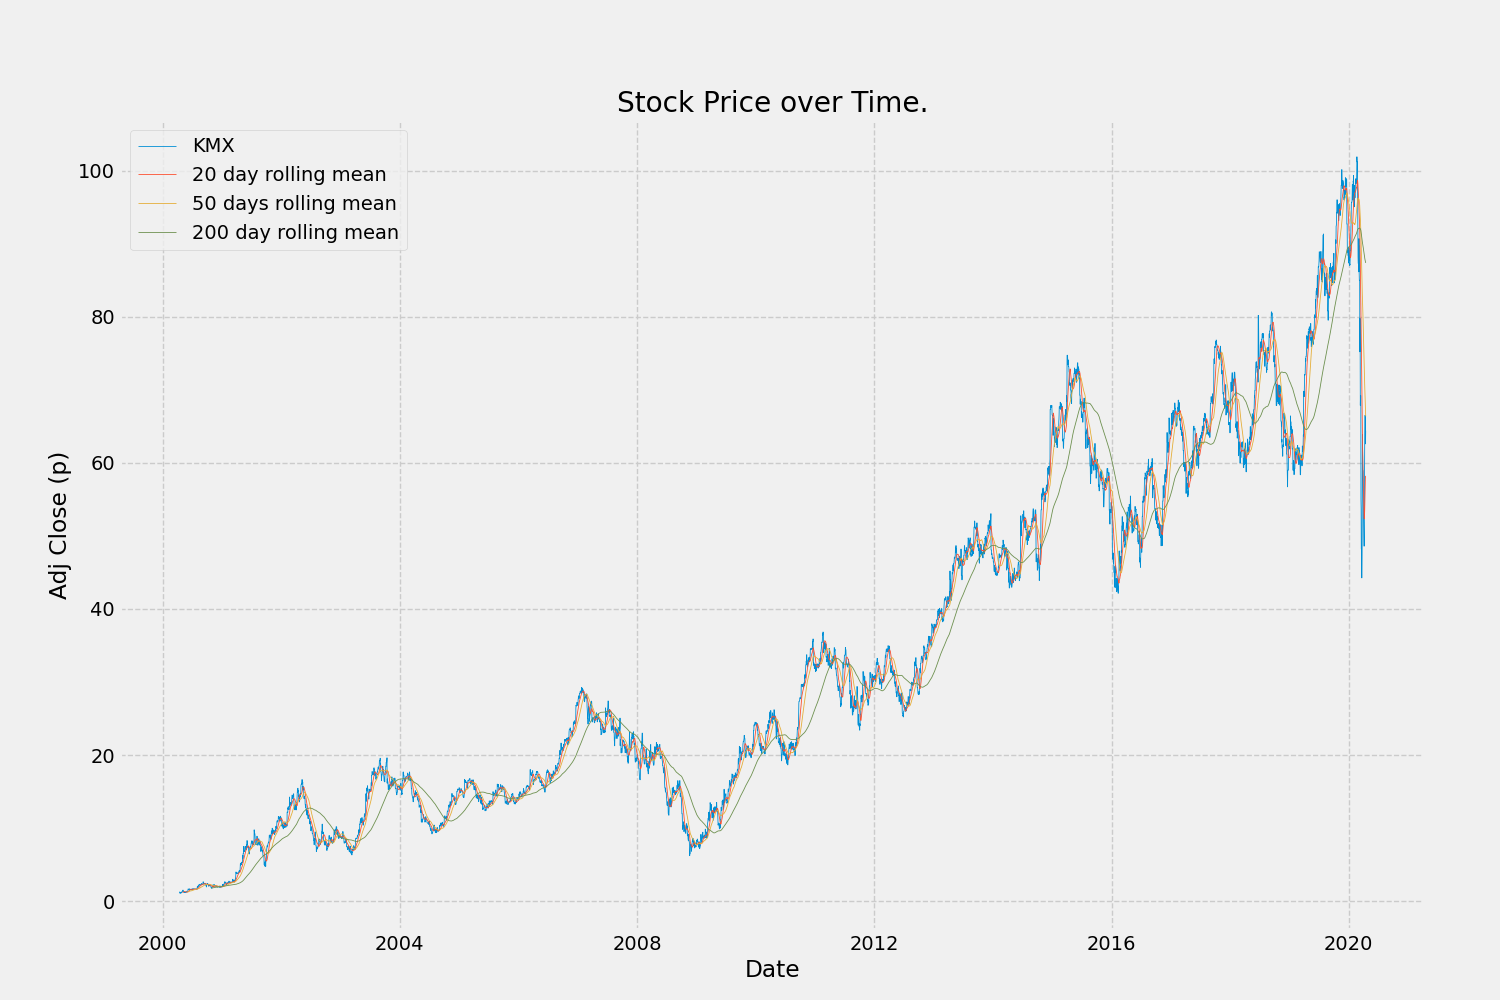 Stock Price over Time.
KMX
20 day rolling mean
50 days rolling mean
200 day rolling mean
100
80
60
40
20
0
Adj Close (p)
2000 2004 2008 2012 2016 2020
Date